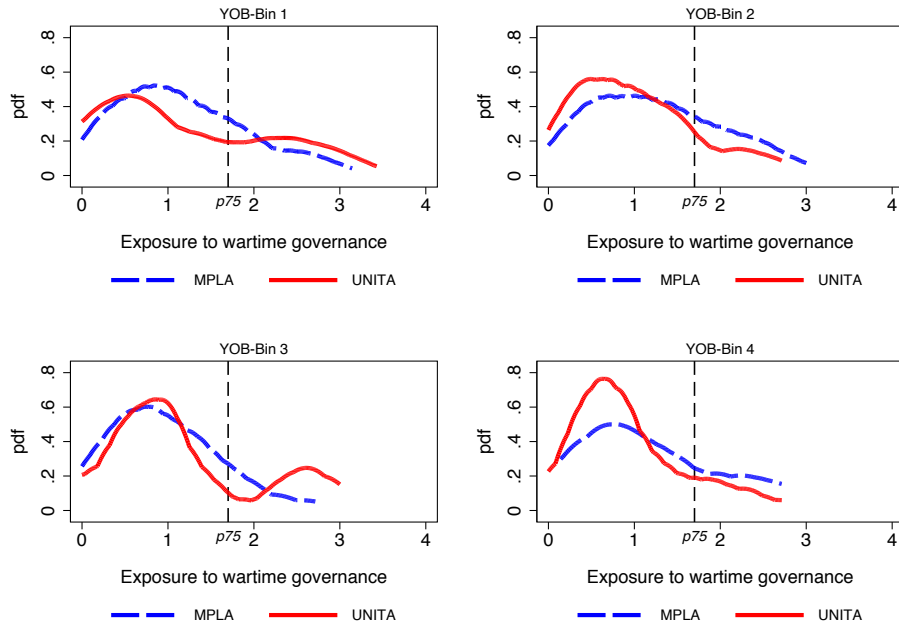 YOB-Bin 1
pdf
0 .2 .4 .6 .8
0 1 p75 2 3 4
Exposure to wartime governance
MPLA UNITA
YOB-Bin 2
pdf
0 .2 .4 .6 .8
0 1 p75 2 3 4
Exposure to wartime governance
MPLA UNITA
YOB-Bin 3
pdf
0 .2 .4 .6 .8
0 1 p75 2 3 4
Exposure to wartime governance
MPLA UNITA
YOB-Bin 4
pdf
0 .2 .4 .6 .8
0 1 p75 2 3 4
Exposure to wartime governance
MPLA UNITA